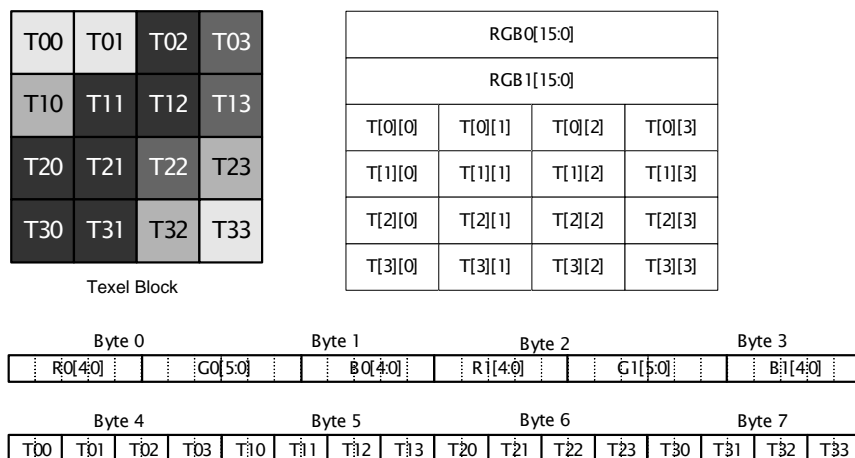 T00 T01 T02 T03
T10 T11 T12 T13
T20 T21 T22 T23
T30 T31 T32 T33
Texel Block
RGB0[15:0]
RGB1[15:0]
T[0][0] T[0][1] T[0][2] T[0][3]
T[1][0] T[1][1] T[1][2] T[1][3]
T[2][0] T[2][1] T[2][2] T[2][3]
T[3][0] T[3][1] T[3][2] T[3][3]
Byte 0 Byte 1 Byte 2 Byte 3
R0[4:0] G0[5:0] B0[4:0] R1[4:0] G1[5:0] B1[4:0]
Byte 4 Byte 5 Byte 6 Byte 7
T00 T01 T02 T03 T10 T11 T12 T13 T20 T21 T22 T23 T30 T31 T32 T33